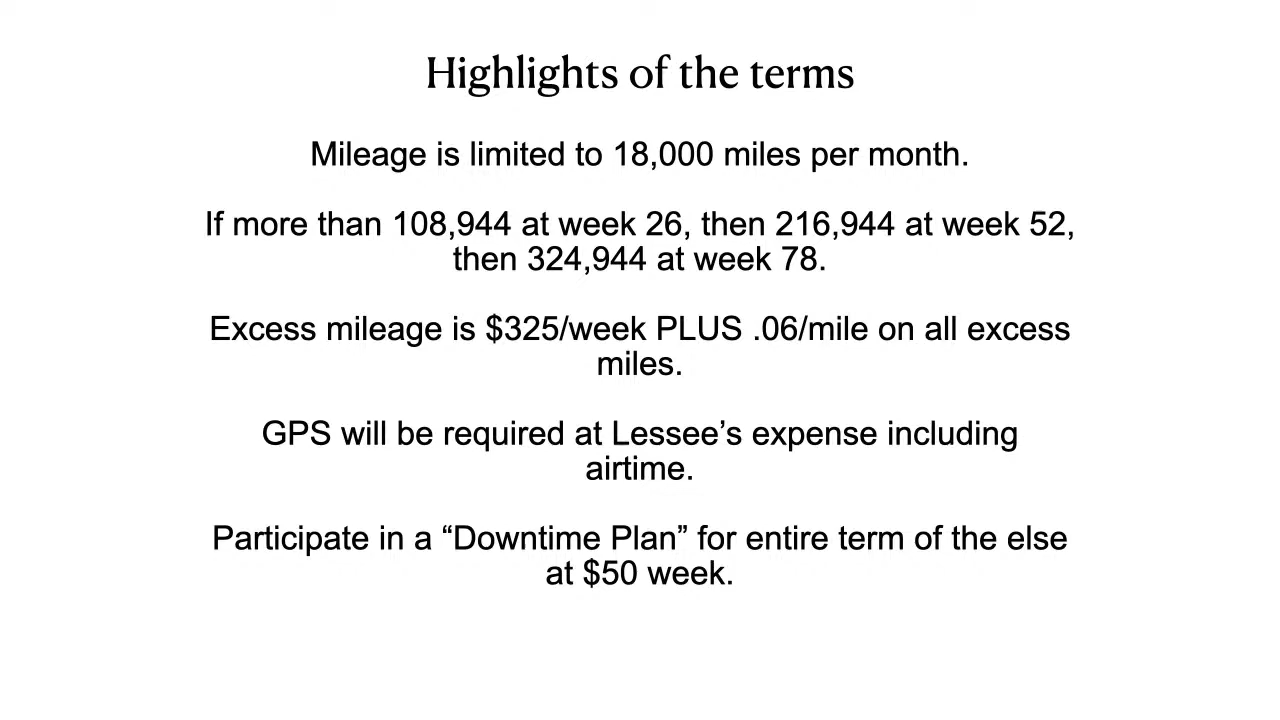 Highlights of the terms
Mileage is limited to 18,000 miles per month.
If more than 108,944 at week 26, then 216,944 at week 52,
then 324,944 at week 78.
Excess mileage is $325/week PLUS .06/mile on all excess
miles.
GPS will be required at Lessee’s expense including
airtime.
Participate in a “Downtime Plan” for entire term of the else
at $50 week.